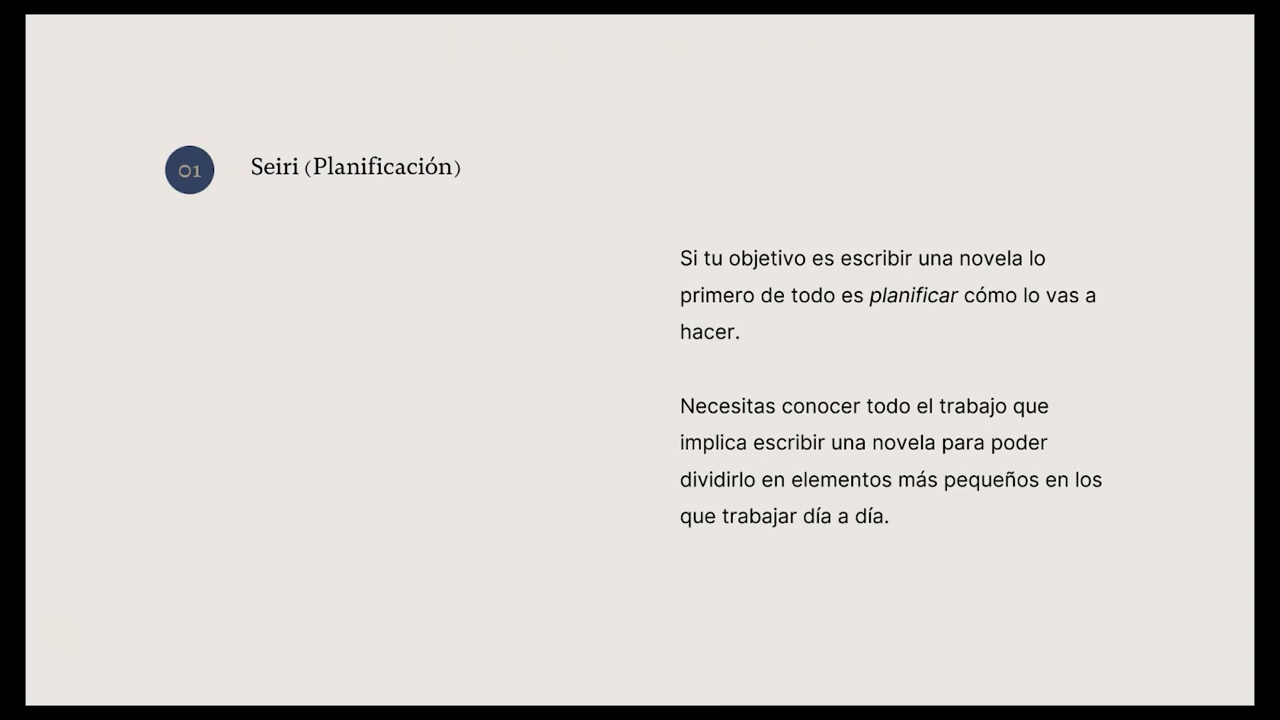 01
Seiri (Planificación)
Si tu objetivo es escribir una novela lo
primero de todo es planificar cómo lo vas a
hacer.
Necesitas conocer todo el trabajo que
implica escribir una novela para poder
dividirlo en elementos más pequeños en los
que trabajar día a día.